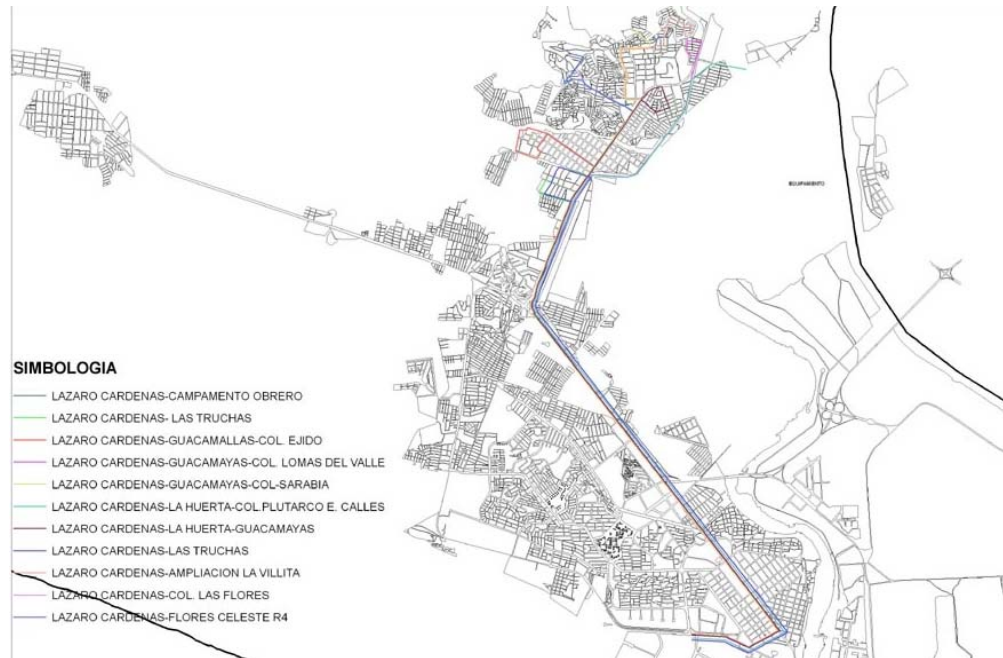 SIMBOLOGIA
LAZARO CARDENAS-CAMPAMENTO OBRERO
LAZARO CARDENAS- LAS TRUCHAS
LAZARO CARDENAS-GUACAMALLAS-COL. EJIDO
LAZARO CARDENAS-GUACAMAYAS-COL. LOMAS DEL VALLE
LAZARO CARDENAS-GUACAMAYAS-COL-SARABIA
LAZARO CARDENAS-LA HUERTA-COL PLUTARCO E. CALLES
LAZARO CARDENAS-LA HUERTA-GUACAMAYAS
LAZARO CARDENAS-LAS TRUCHAS
LAZARO CARDENAS-AMPLIACION LA VILLITA
LAZARO CARDENAS-COL. LAS FLORES
LAZARO CARDENAS-FLORES CELESTE R4